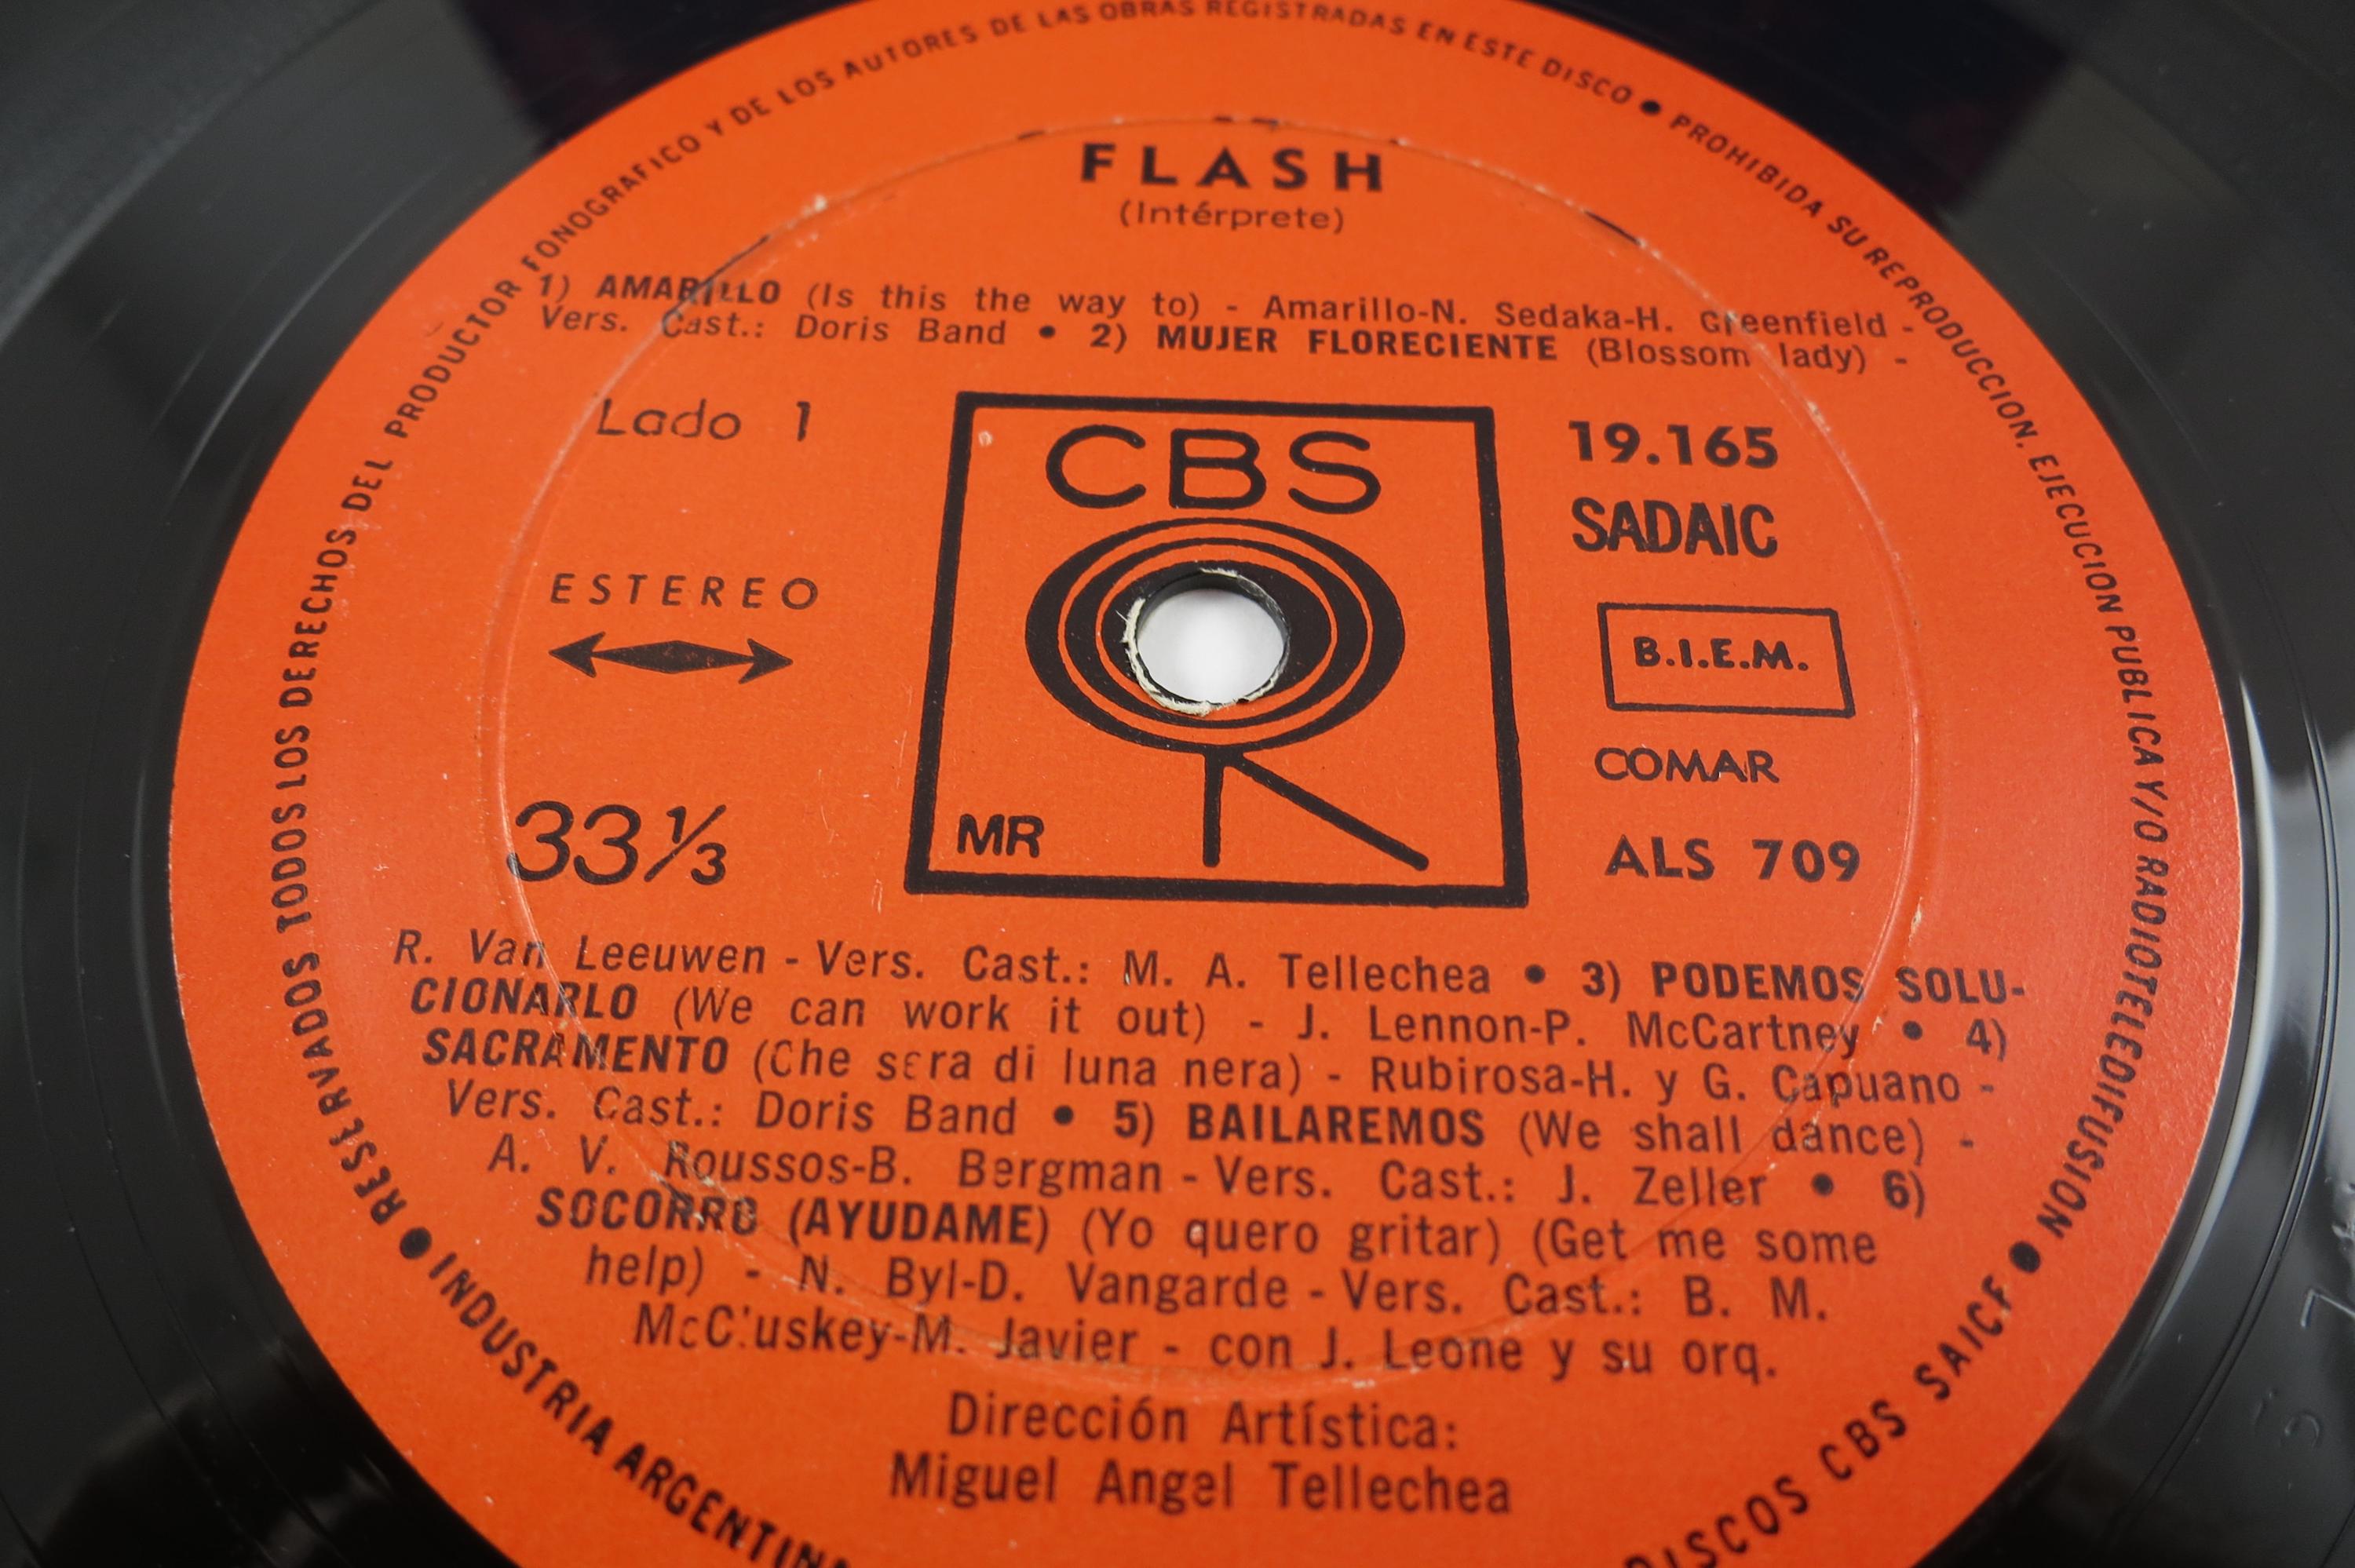 RESERVADOS TODOS LOS DERECHOS DEL PRODUCTOR FONOGRAFICO Y DE LOS AUTORES DE LAS OBRAS REGISTRADAS EN ESTE DISCO ● PROHIBIDA SU REPRODUCCION, EJECUCION PUBLICA Y/O RADIOTELEDIFUSION ●
FLASH
(Intérprete)
1) AMARILLO (Is this the way to) - Amarillo-N. Sedaka-H. Greenfield -
Vers. Cast.: Doris Band • 2) MUJER FLORECIENTE (Blossom lady) -
Lado 1
ESTEREO
33⅓
CBS
MR
19.165
SADAIC
B.I.E.M.
COMAR
ALS 709
R. Van Leeuwen - Vers. Cast.: M. A. Tellechea • 3) PODEMOS SOLU-
CIONARLO (We can work it out) - J. Lennon-P. McCartney • 4)
SACRAMENTO (Che sera di luna nera) - Rubirosa-H. y G. Capuano -
Vers. Cast.: Doris Band • 5) BAILAREMOS (We shall dance) -
A. V. Roussos-B. Bergman - Vers. Cast.: J. Zeller • 6)
SOCORRO (AYUDAME) (Yo quero gritar) (Get me some
help) - N. Byl-D. Vangarde - Vers. Cast.: B. M.
McC'uskey-M. Javier - con J. Leone y su orq.
Dirección Artística:
Miguel Angel Tellechea
● INDUSTRIA ARGENTINA
DISCOS CBS SAICF